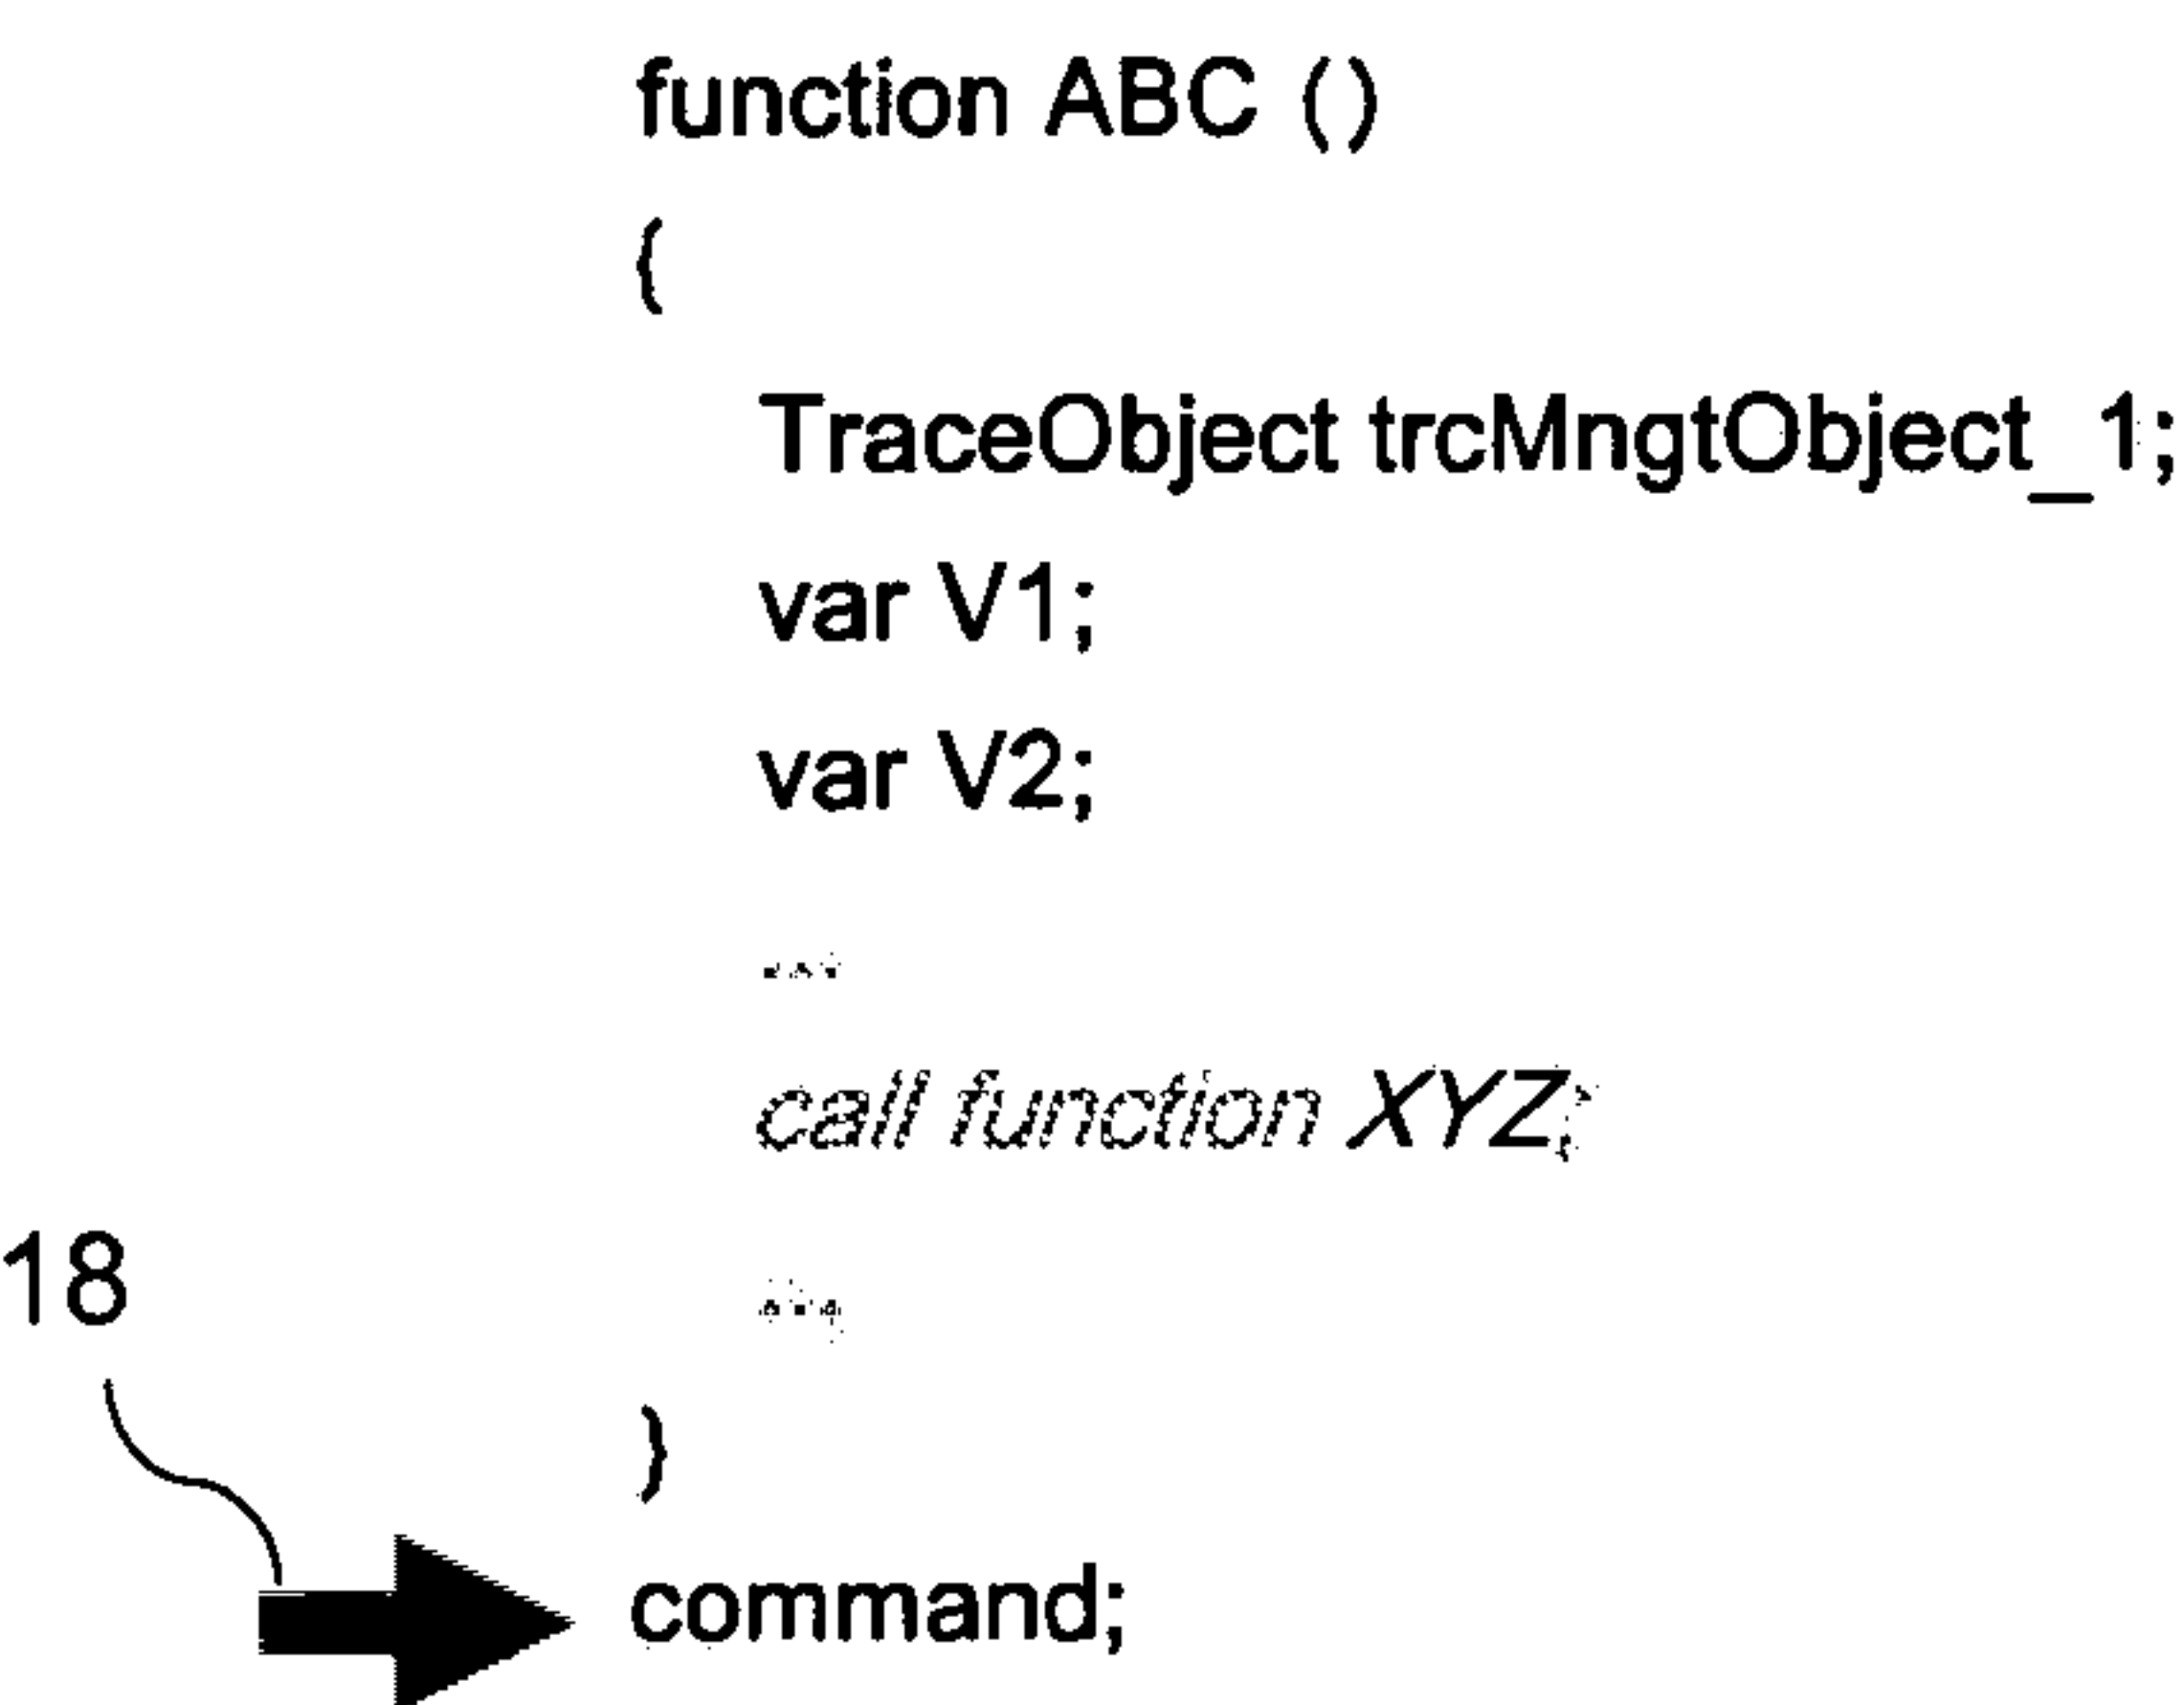 function ABC ()
{
TraceObject trcMngtObject_1;
var V1;
var V2;
...
call function XYZ;
...
}
18
command;